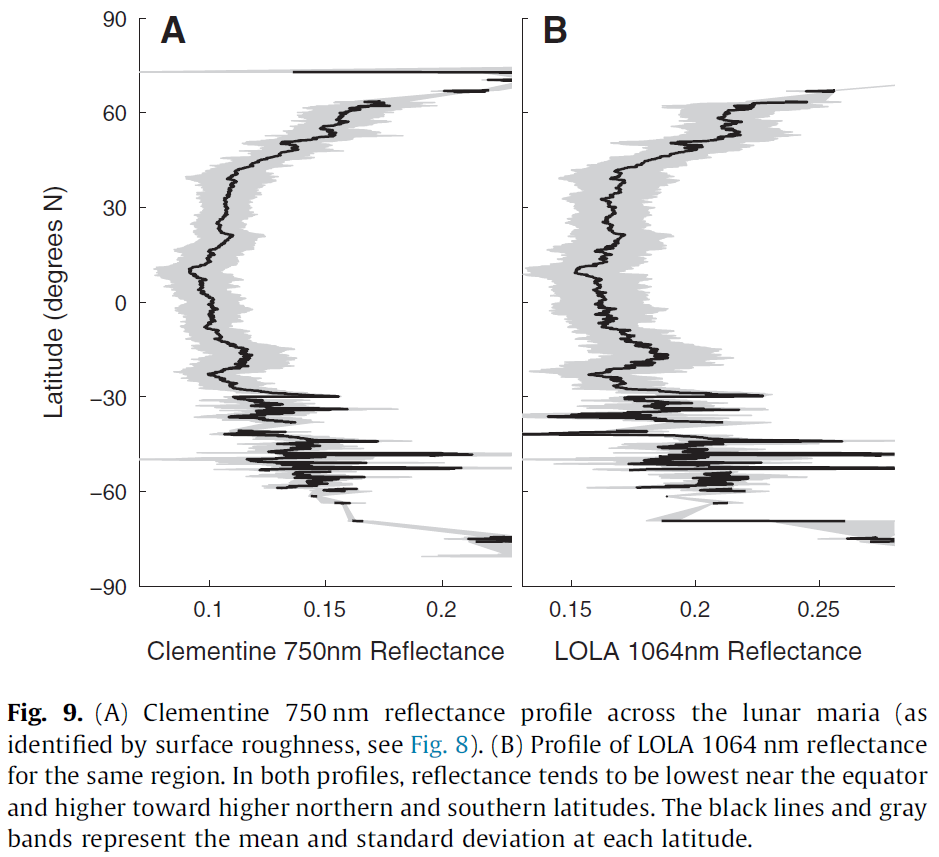 A
B
90
60
30
0
−30
−60
−90
Latitude (degrees N)
0.1 0.15 0.2
0.15 0.2 0.25
Clementine 750nm Reflectance
LOLA 1064nm Reflectance
Fig. 9. (A) Clementine 750 nm reflectance profile across the lunar maria (as
identified by surface roughness, see Fig. 8). (B) Profile of LOLA 1064 nm reflectance
for the same region. In both profiles, reflectance tends to be lowest near the equator
and higher toward higher northern and southern latitudes. The black lines and gray
bands represent the mean and standard deviation at each latitude.